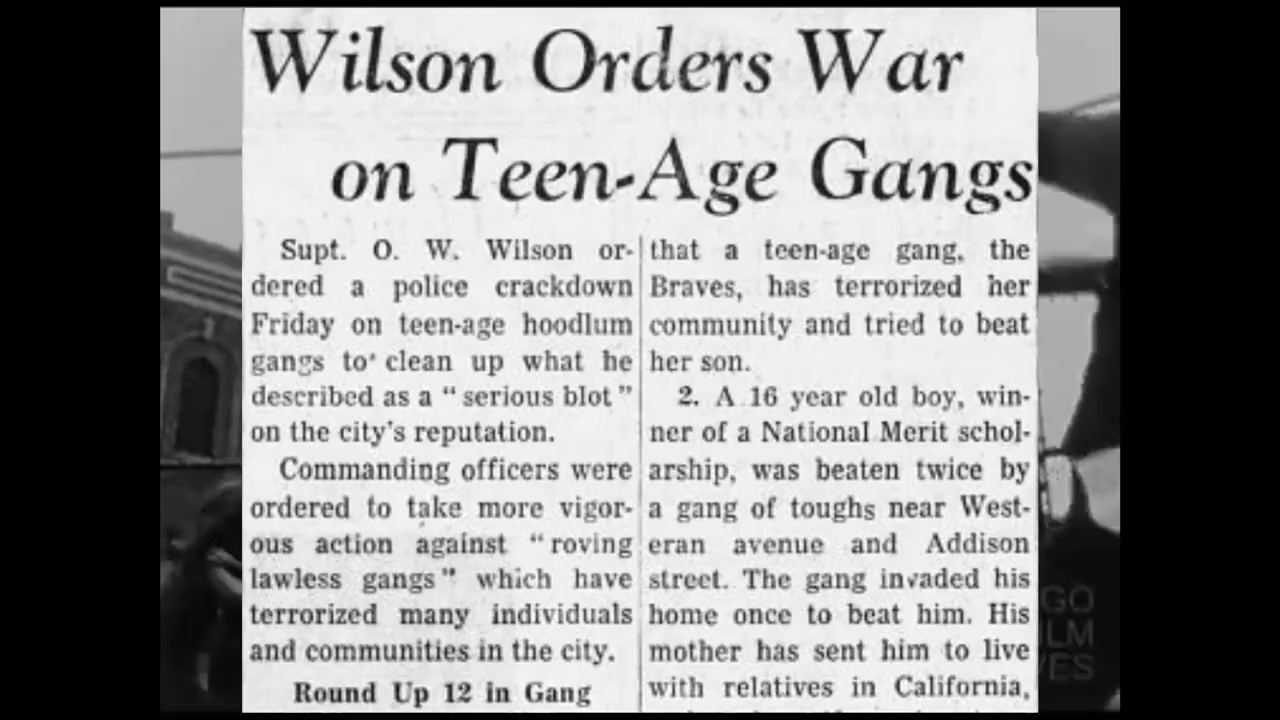 Wilson Orders War
on Teen-Age Gangs
Supt. O. W. Wilson or-
dered a police crackdown
Friday on teen-age hoodlum
gangs to clean up what he
described as a "serious blot"
on the city's reputation.
Commanding officers were
ordered to take more vigor-
ous action against "roving
lawless gangs" which have
terrorized many individuals
and communities in the city.
Round Up 12 in Gang
that a teen-age gang, the
Braves, has terrorized her
community and tried to beat
her son.
2. A 16 year old boy, win-
ner of a National Merit schol-
arship, was beaten twice by
a gang of toughs near West-
eran avenue and Addison
street. The gang invaded his
home once to beat him. His
mother has sent him to live
with relatives in California,
GO
ILM
VES